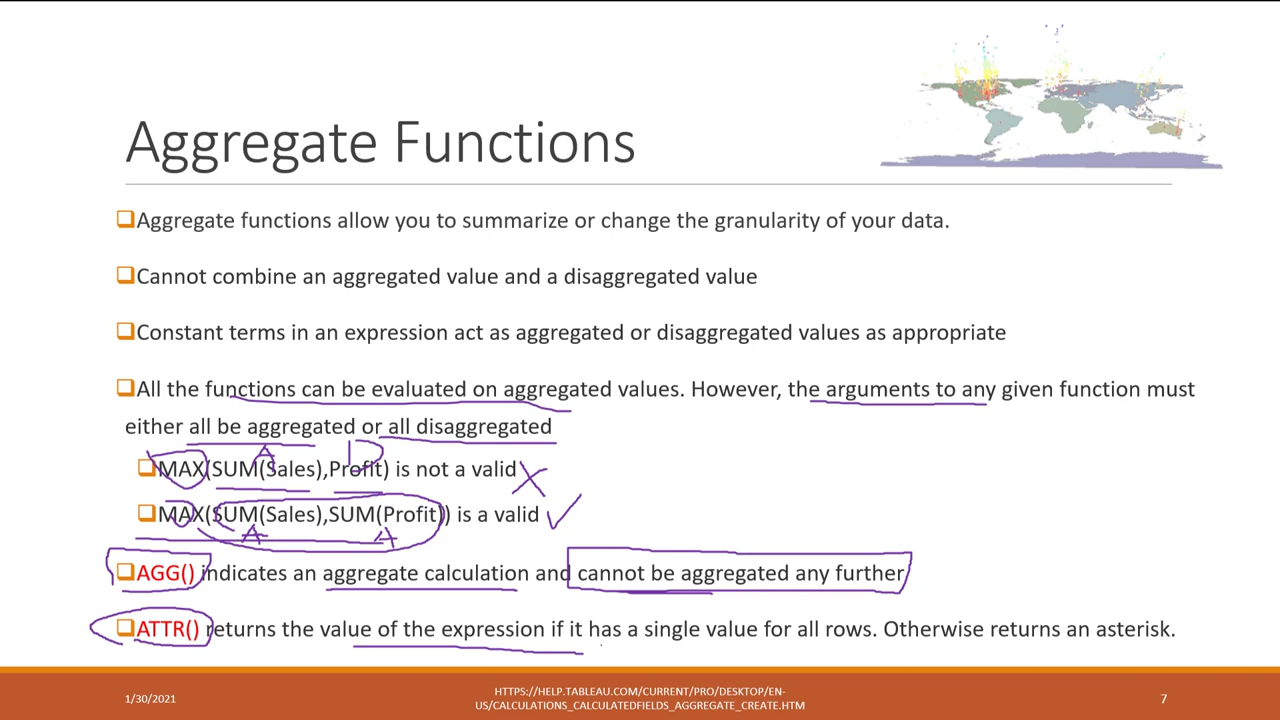 Aggregate Functions
Aggregate functions allow you to summarize or change the granularity of your data.
Cannot combine an aggregated value and a disaggregated value
Constant terms in an expression act as aggregated or disaggregated values as appropriate
All the functions can be evaluated on aggregated values. However, the arguments to any given function must
either all be aggregated or all disaggregated
A D
MAX(SUM(Sales),Profit) is not a valid
MAX(SUM(Sales),SUM(Profit)) is a valid
A A
AGG() indicates an aggregate calculation and cannot be aggregated any further
ATTR() returns the value of the expression if it has a single value for all rows. Otherwise returns an asterisk.
1/30/2021
HTTPS://HELP.TABLEAU.COM/CURRENT/PRO/DESKTOP/EN-
US/CALCULATIONS_CALCULATEDFIELDS_AGGREGATE_CREATE.HTM
7